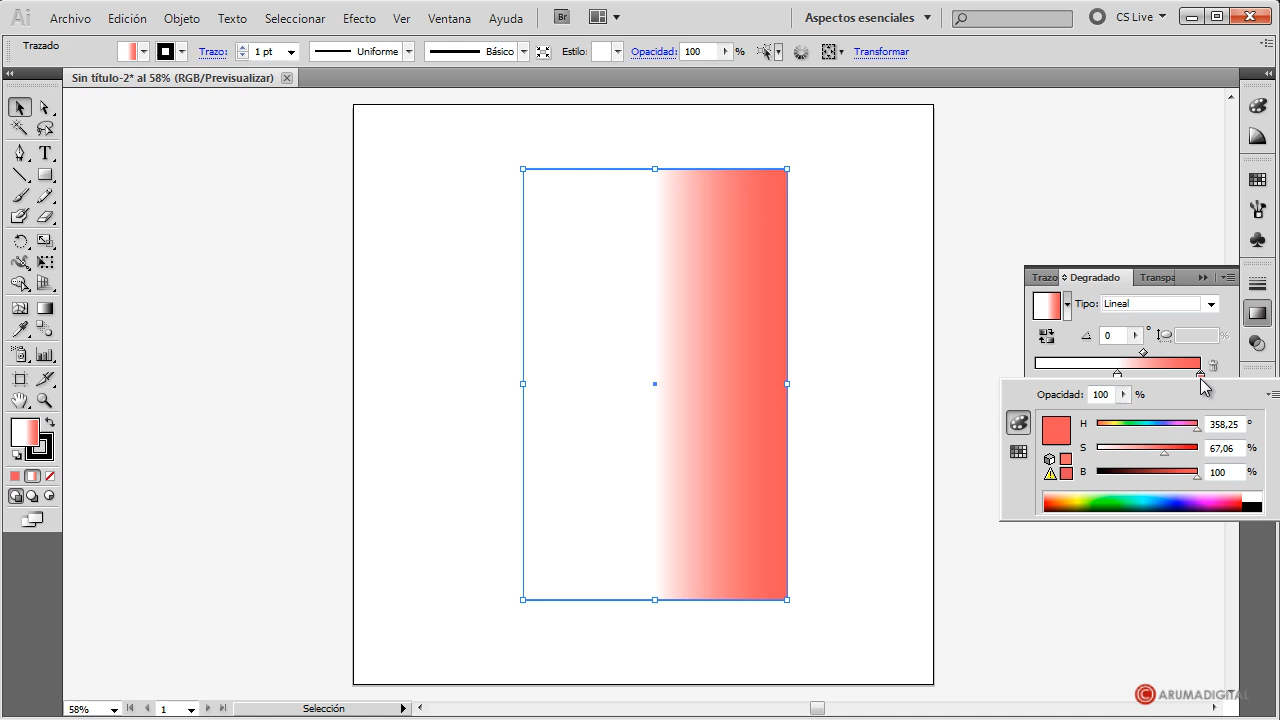 Ai Archivo Edición Objeto Texto Seleccionar Efecto Ver Ventana Ayuda Br Aspectos esenciales CS Live
Trazado Trazo: 1 pt Uniforme Básico Estilo: Opacidad: 100 % Transformar
Sin título-2* al 58% (RGB/Previsualizar)
T
Trazo Degradado Transpa
Tipo: Lineal
0 ° %
Opacidad: 100 %
H 358,25 °
S 67,06 %
B 100 %
C ARUMADIGITAL
58% 1 Selección